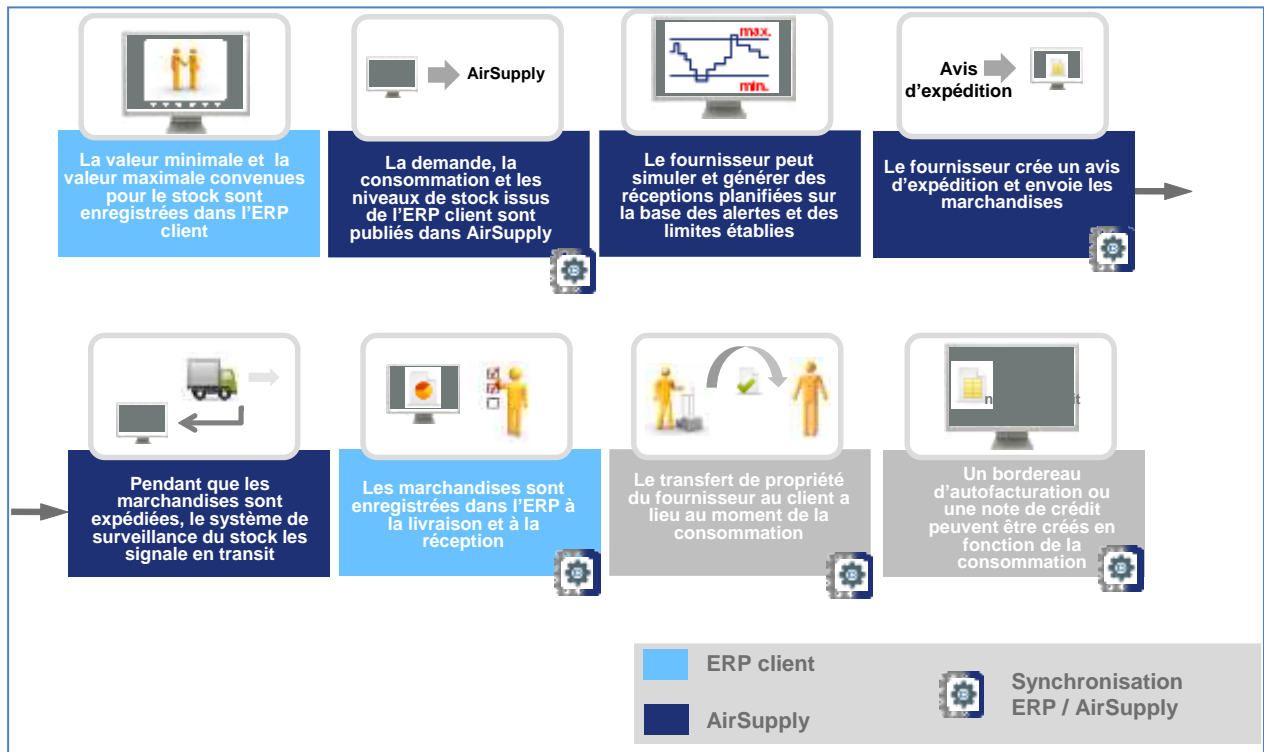 max.
min.
AirSupply
Avis
d'expédition
La valeur minimale et la
valeur maximale convenues
pour le stock sont
enregistrées dans l'ERP
client
La demande, la
consommation et les
niveaux de stock issus
de l'ERP client sont
publiés dans AirSupply
Le fournisseur peut
simuler et générer des
réceptions planifiées sur
la base des alertes et des
limites établies
Le fournisseur crée un avis
d'expédition et envoie les
marchandises
Pendant que les
marchandises sont
expédiées, le système de
surveillance du stock les
signale en transit
Les marchandises sont
enregistrées dans l'ERP à
la livraison et à la
réception
Le transfert de propriété
du fournisseur au client a
lieu au moment de la
consommation
Un bordereau
d'autofacturation ou
une note de crédit
peuvent être créés en
fonction de la
consommation
ERP client
AirSupply
Synchronisation
ERP / AirSupply